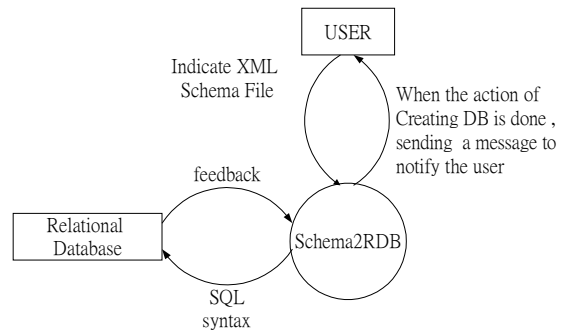 USER
Indicate XML
Schema File
When the action of
Creating DB is done ,
sending a message to
notify the user
feedback
Relational
Database
Schema2RDB
SQL
syntax